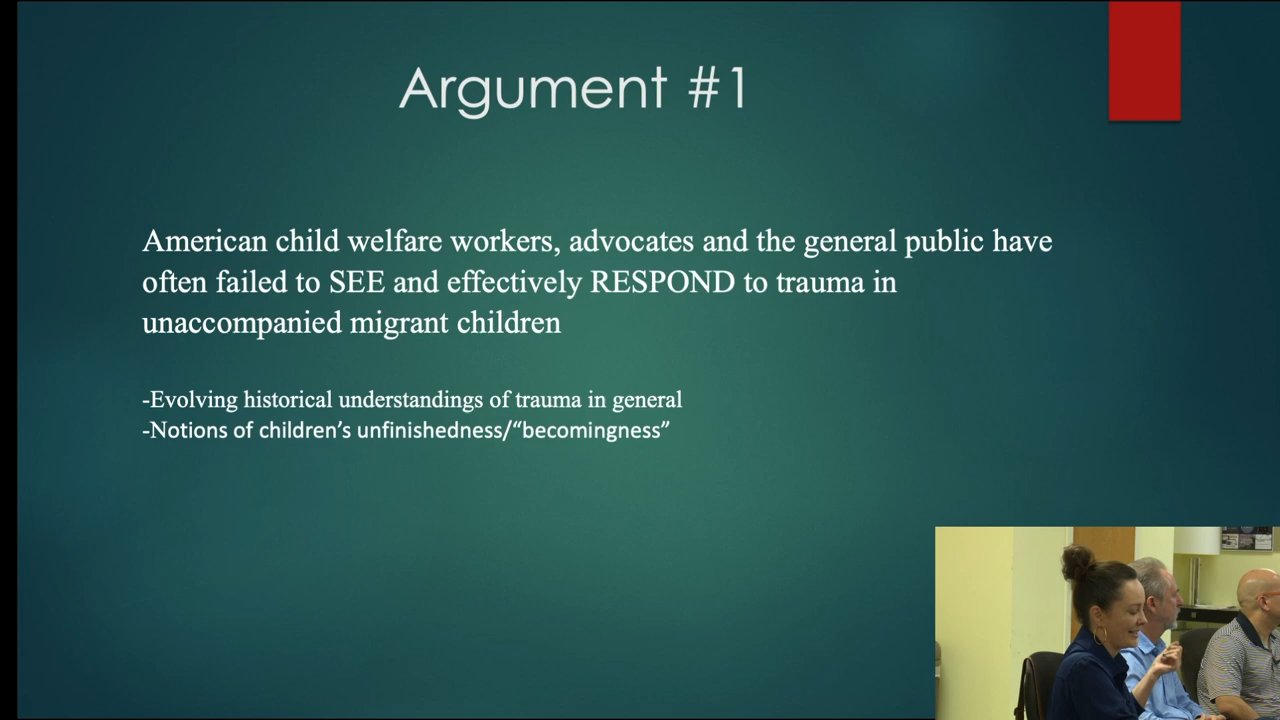 Argument #1
American child welfare workers, advocates and the general public have
often failed to SEE and effectively RESPOND to trauma in
unaccompanied migrant children
-Evolving historical understandings of trauma in general
-Notions of children’s unfinishedness/“becomingness”